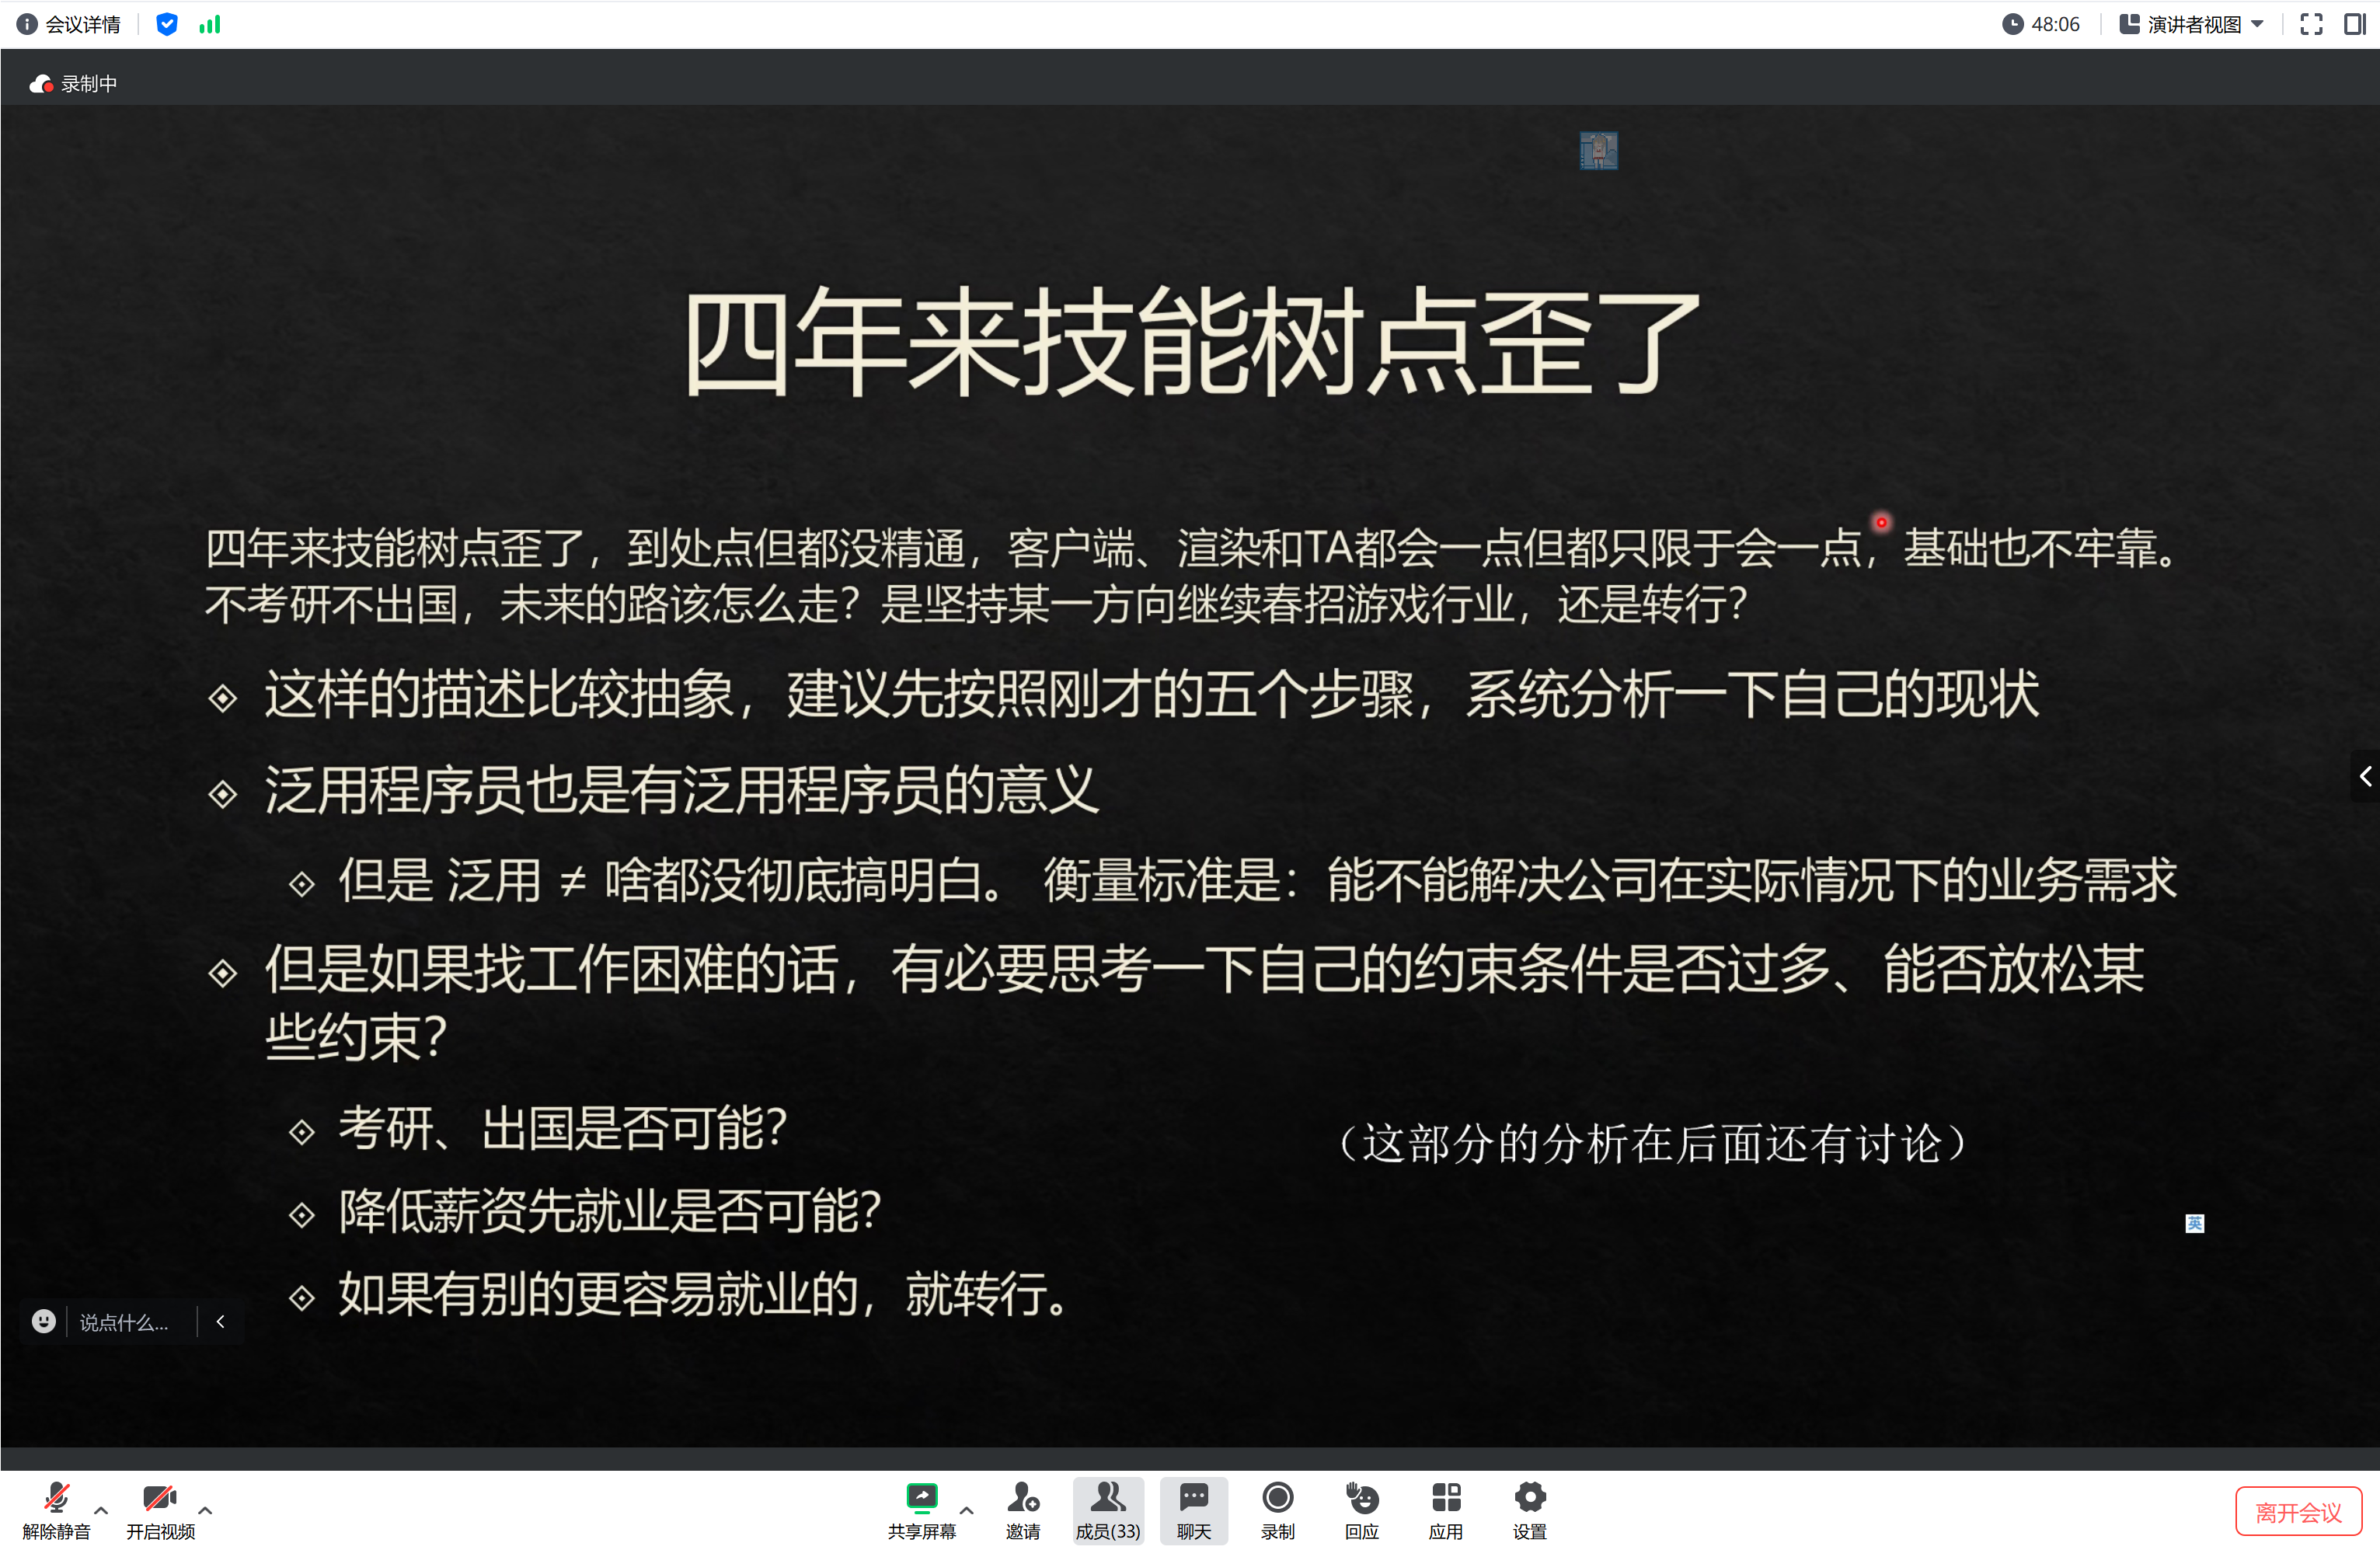 会议详情
48:06
演讲者视图
录制中
四年来技能树点歪了
四年来技能树点歪了，到处点但都没精通，客户端、渲染和TA都会一点但都只限于会一点，基础也不牢靠。
不考研不出国，未来的路该怎么走？是坚持某一方向继续春招游戏行业，还是转行？
这样的描述比较抽象，建议先按照刚才的五个步骤，系统分析一下自己的现状
泛用程序员也是有泛用程序员的意义
但是 泛用 ≠ 啥都没彻底搞明白。 衡量标准是：能不能解决公司在实际情况下的业务需求
但是如果找工作困难的话，有必要思考一下自己的约束条件是否过多、能否放松某
些约束？
考研、出国是否可能？
（这部分的分析在后面还有讨论）
降低薪资先就业是否可能？
英
如果有别的更容易就业的，就转行。
说点什么...
解除静音
开启视频
共享屏幕
邀请
成员(33)
聊天
录制
回应
应用
设置
离开会议